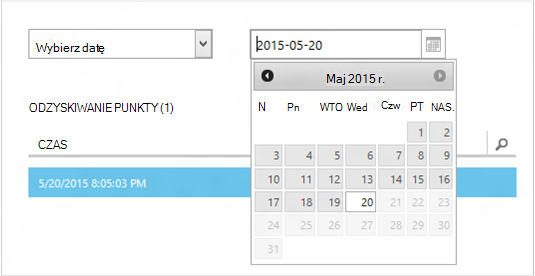 Wybierz datę 2015-05-20
Maj 2015 r.
N Pn WTO Wed Czw PT NAS.
ODZYSKIWANIE PUNKTY (1)
1 2
CZAS
3 4 5 6 7 8 9
10 11 12 13 14 15 16
5/20/2015 8:05:03 PM
17 18 19 20 21 22 23
24 25 26 27 28 29 30
31